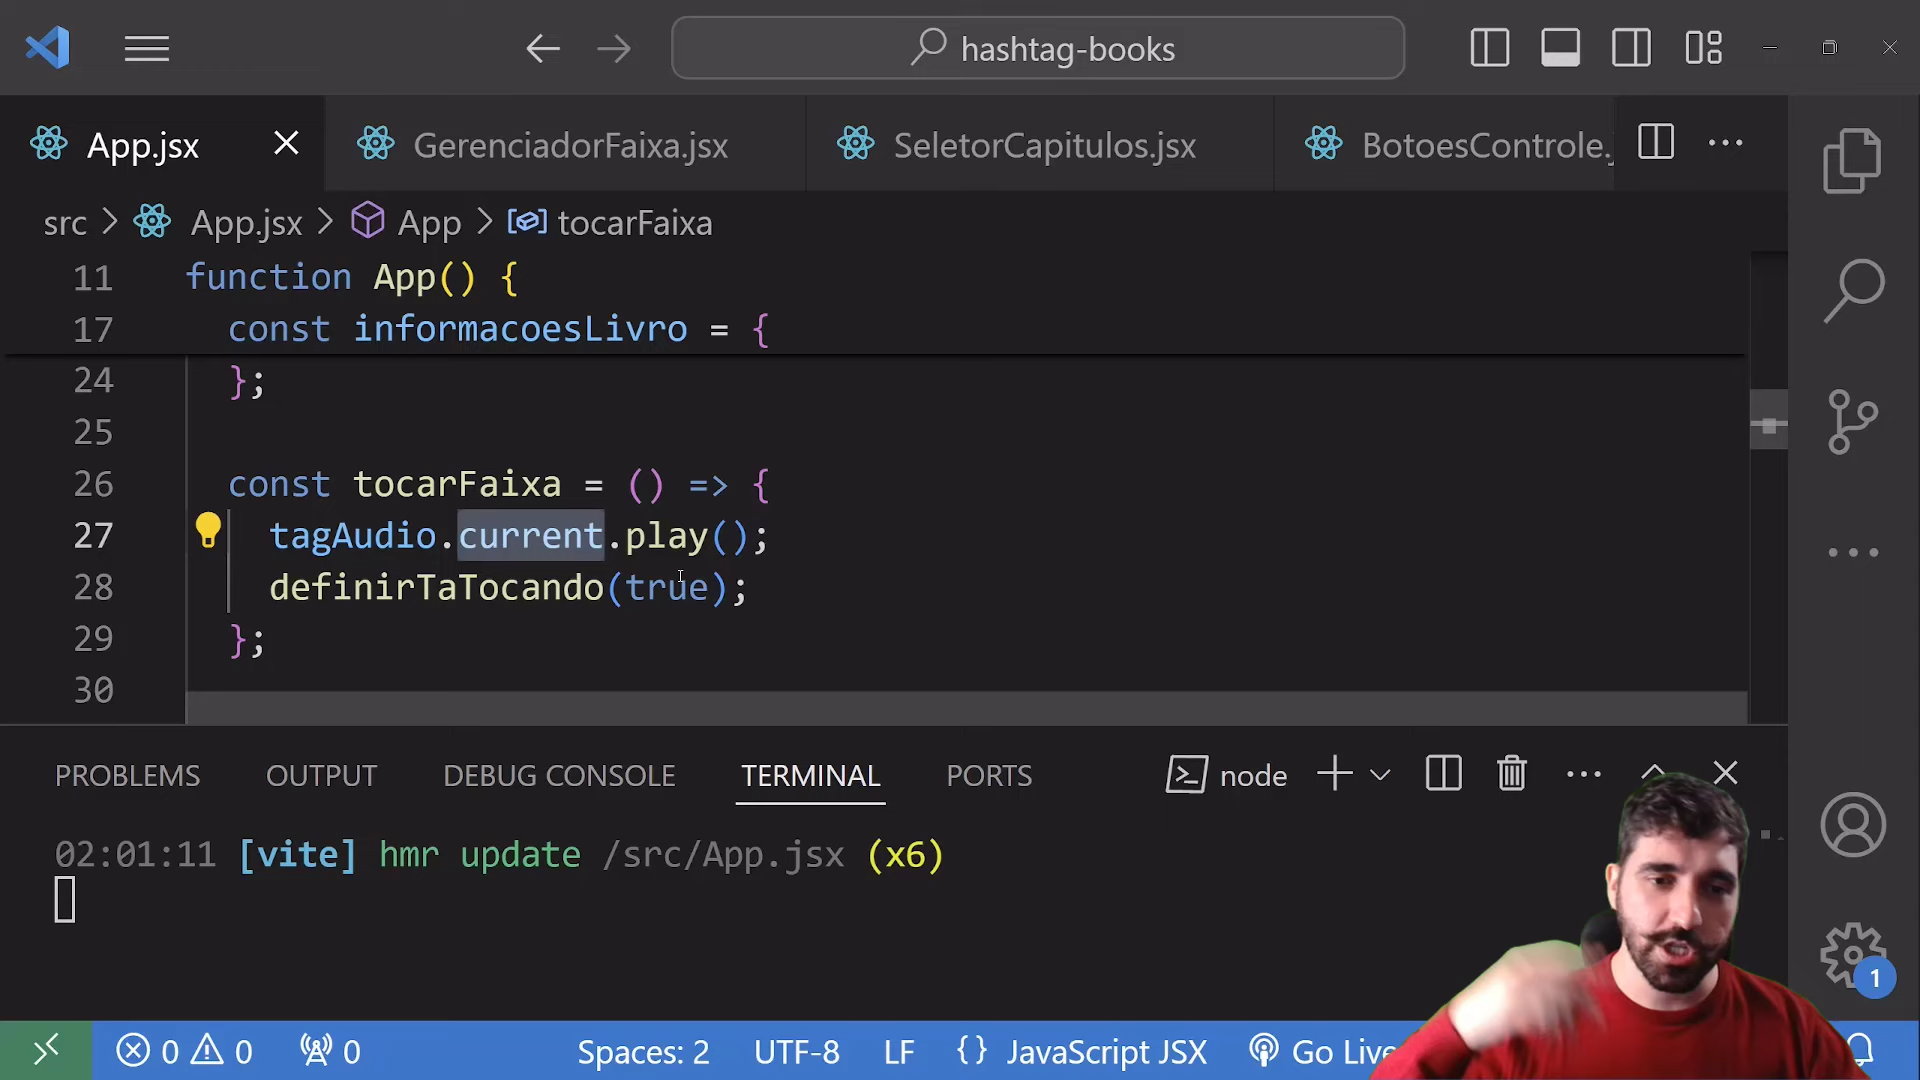 hashtag-books
App.jsx GerenciadorFaixa.jsx SeletorCapitulos.jsx BotoesControle.
src > App.jsx > App > tocarFaixa
11 function App() {
17 const informacoesLivro = {
24 };
25
26 const tocarFaixa = () => {
27 tagAudio.current.play();
28 definirTaTocando(true);
29 };
30
PROBLEMS OUTPUT DEBUG CONSOLE TERMINAL PORTS node
02:01:11 [vite] hmr update /src/App.jsx (x6)
1
0 0 0 Spaces: 2 UTF-8 LF {} JavaScript JSX Go Live